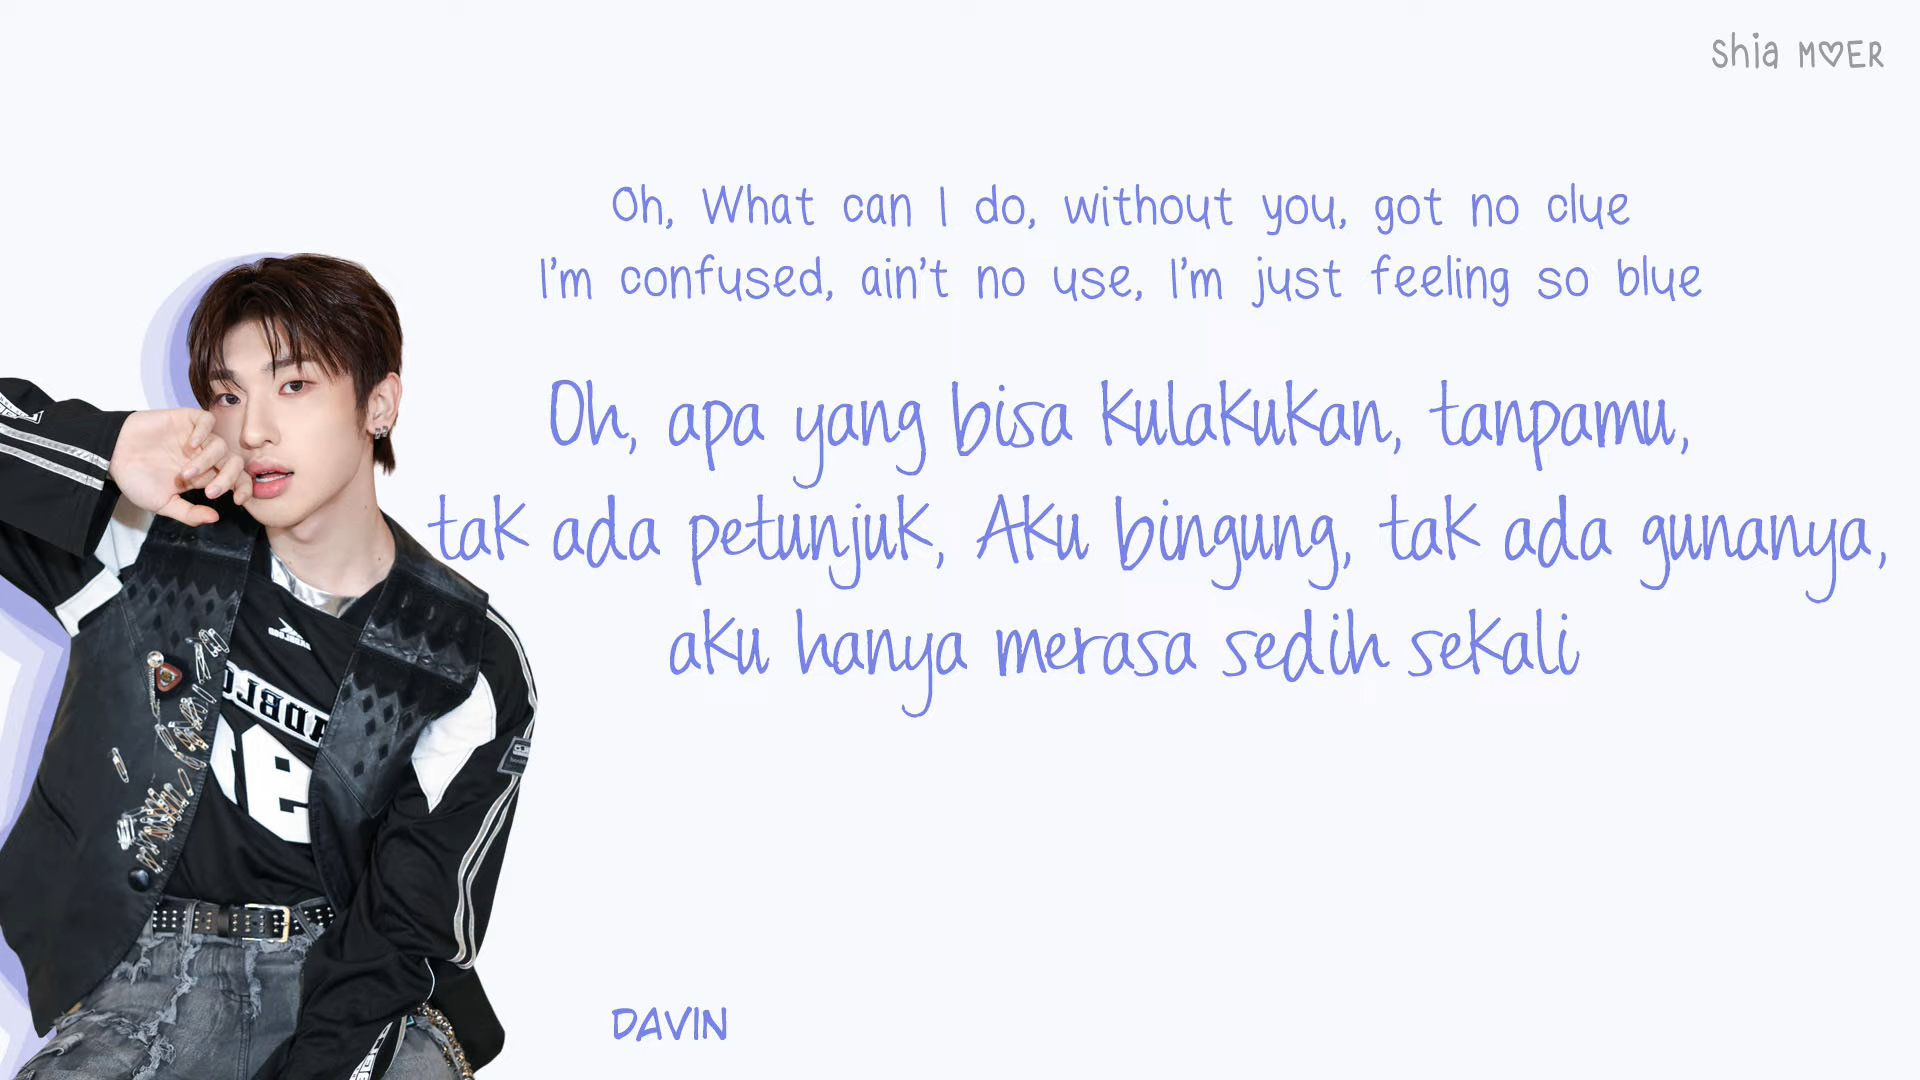 Shia M♡ER
Oh, What can I do, without you, got no clue
I'm confused, ain't no use, I'm just feeling so blue
Oh, apa yang bisa kulakukan, tanpamu,
tak ada petunjuk, Aku bingung, tak ada gunanya,
aku hanya merasa sedih sekali
DAVIN